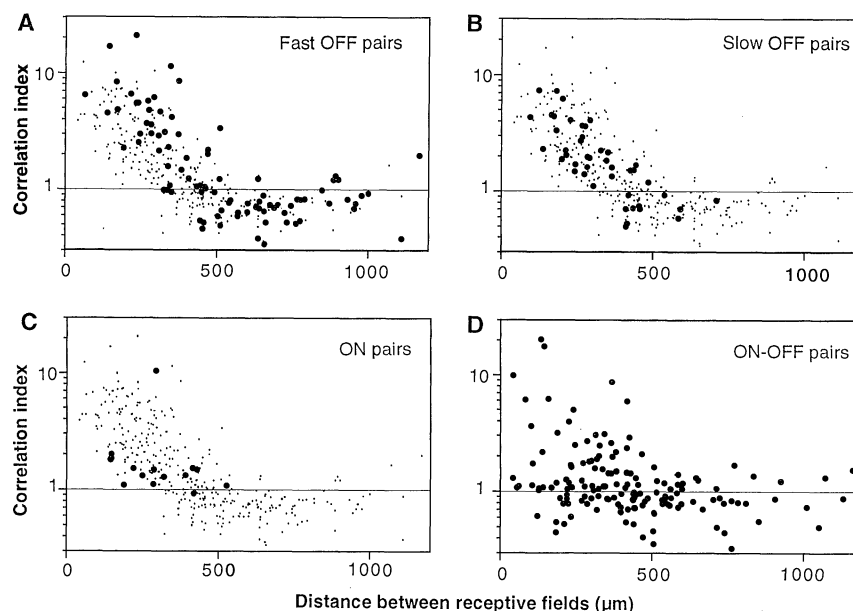 A
Fast OFF pairs
B
Slow OFF pairs
Correlation index
10
1
0
500
1000
10
1
0
500
1000
C
ON pairs
D
ON-OFF pairs
Correlation index
10
1
0
500
1000
10
1
0
500
1000
Distance between receptive fields (μm)